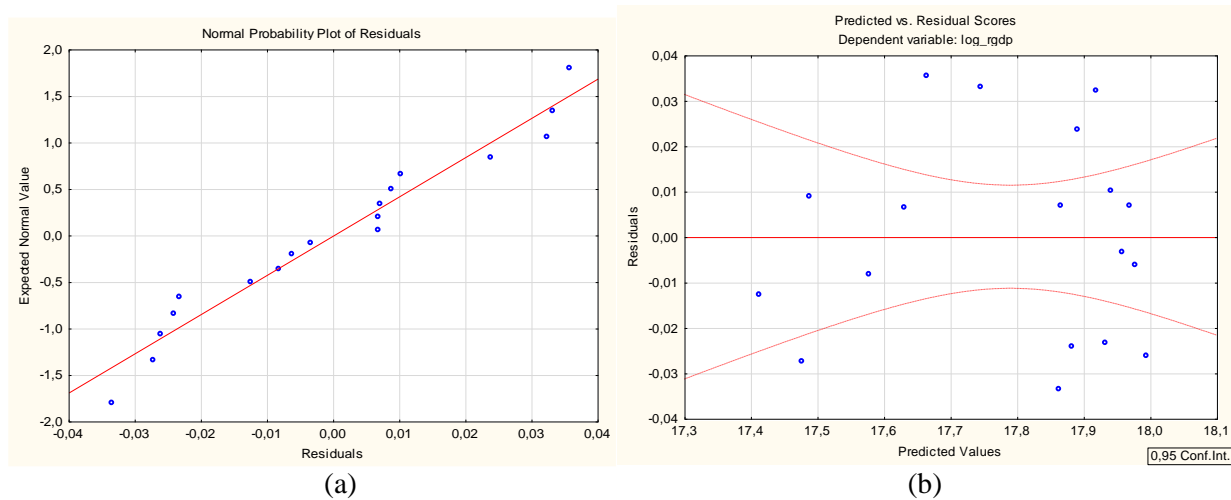 Normal Probability Plot of Residuals
2,0
1,5
1,0
0,5
0,0
-0,5
-1,0
-1,5
-2,0
Expected Normal Value
-0,04 -0,03 -0,02 -0,01 0,00 0,01 0,02 0,03 0,04
Residuals
(a)
Predicted vs. Residual Scores
Dependent variable: log_rgdp
0,04
0,03
0,02
0,01
0,00
-0,01
-0,02
-0,03
-0,04
Residuals
17,3 17,4 17,5 17,6 17,7 17,8 17,9 18,0 18,1
Predicted Values
0,95 Conf.Int.
(b)